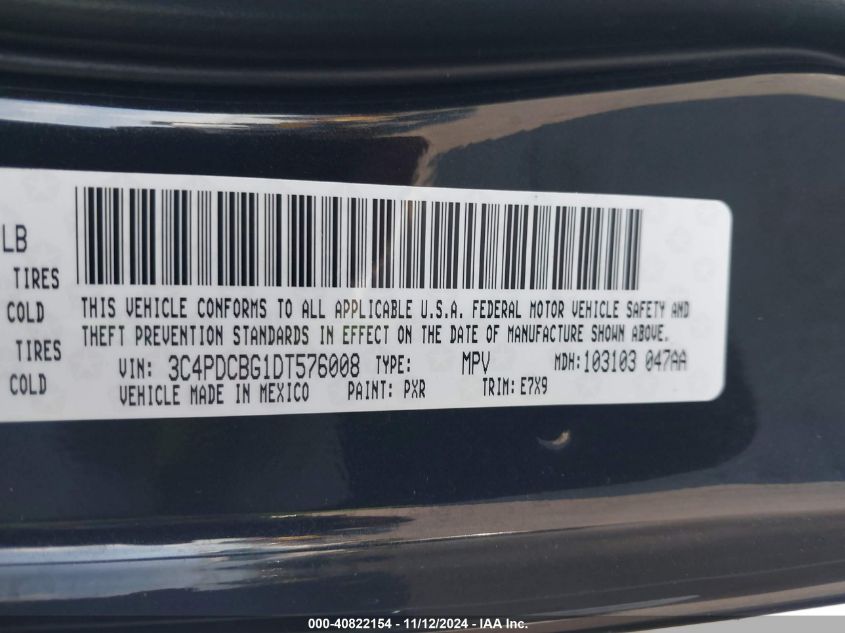 LB
TIRES
COLD
TIRES
COLD
THIS VEHICLE CONFORMS TO ALL APPLICABLE U.S.A. FEDERAL MOTOR VEHICLE SAFETY AND
THEFT PREVENTION STANDARDS IN EFFECT ON THE DATE OF MANUFACTURE SHOWN ABOVE.
VIN: 3C4PDCBG1DT576008 TYPE: MPV MDH:103103 047AA
VEHICLE MADE IN MEXICO PAINT: PXR TRIM: E7X9
000-40822154 - 11/12/2024 - IAA Inc.